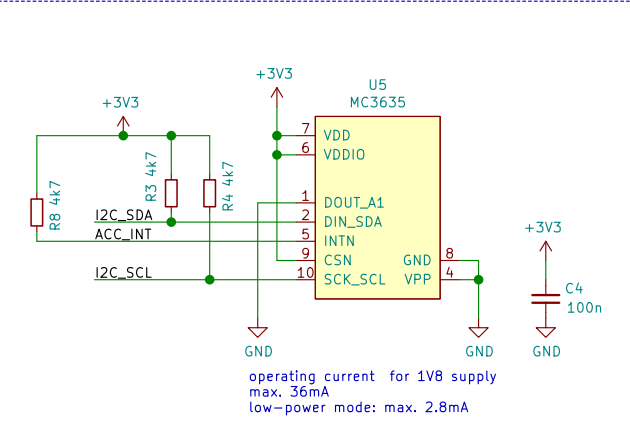 +3V3
U5
MC3635
+3V3
7 VDD
6 VDDIO
R3 4k7
R4 4k7
R8 4k7
1 DOUT_A1
I2C_SDA
2 DIN_SDA
ACC_INT
5 INTN
+3V3
9 CSN
GND 8
I2C_SCL
10 SCK_SCL
VPP 4
C4
100n
GND
GND
GND
operating current  for 1V8 supply
max. 36mA
low-power mode: max. 2.8mA